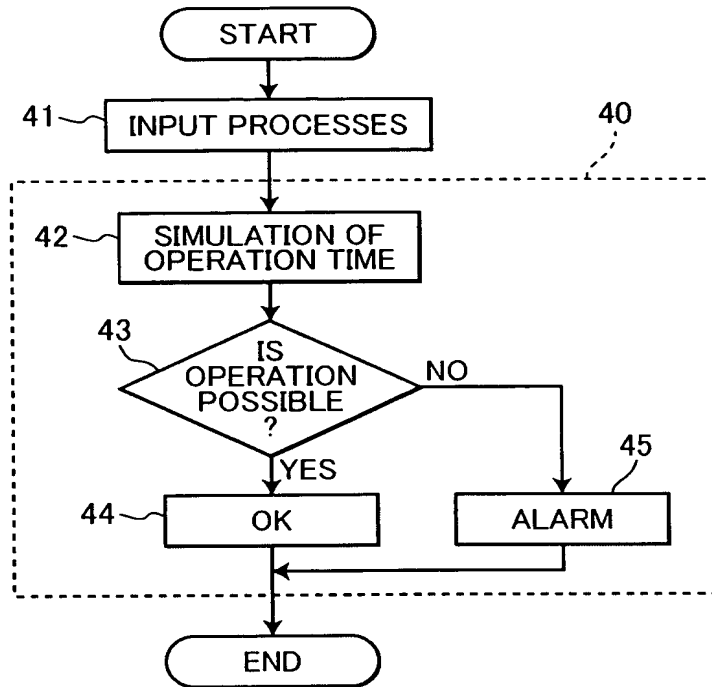 START
41
INPUT PROCESSES
40
42
SIMULATION OF
OPERATION TIME
43
IS
OPERATION
POSSIBLE
?
NO
YES
45
44
OK
ALARM
END